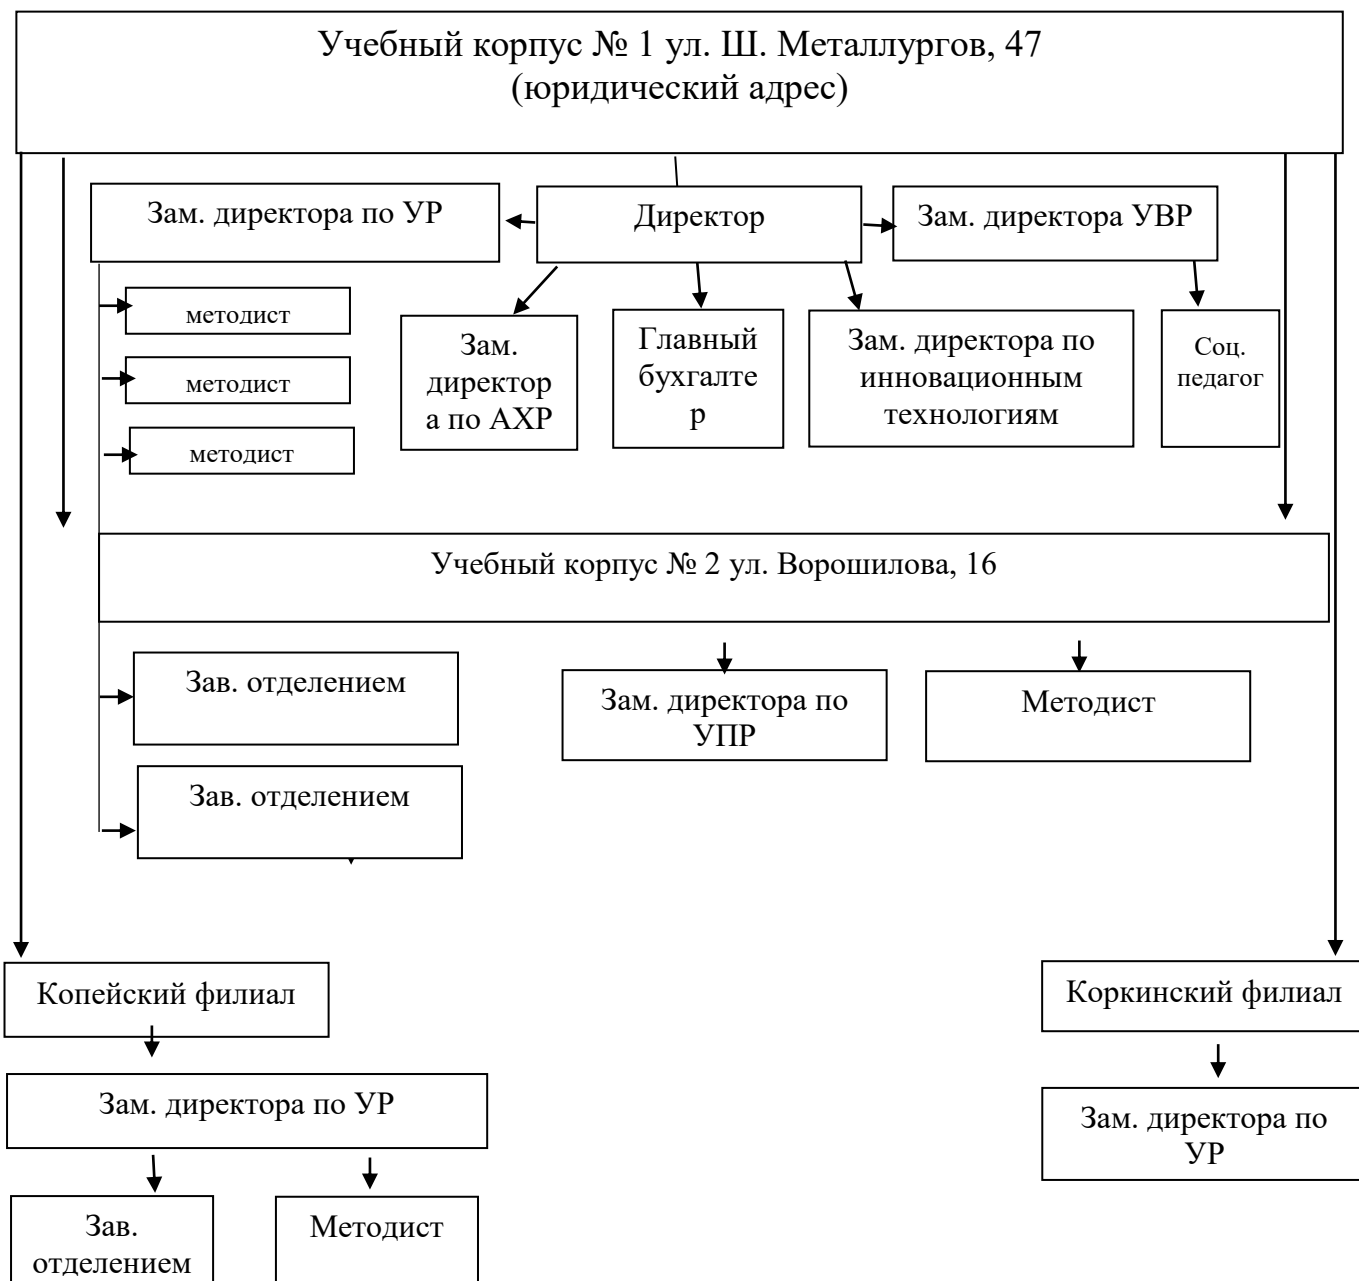 Учебный корпус № 1 ул. Ш. Металлургов, 47
(юридический адрес)
Зам. директора по УР
Директор
Зам. директора УВР
методист
методист
методист
Зам.
директор
а по АХР
Главный
бухгалте
р
Зам. директора по
инновационным
технологиям
Соц.
педагог
Учебный корпус № 2 ул. Ворошилова, 16
Зав. отделением
Зам. директора по
УПР
Методист
Зав. отделением
Копейский филиал
Коркинский филиал
Зам. директора по УР
Зам. директора по
УР
Зав.
отделением
Методист